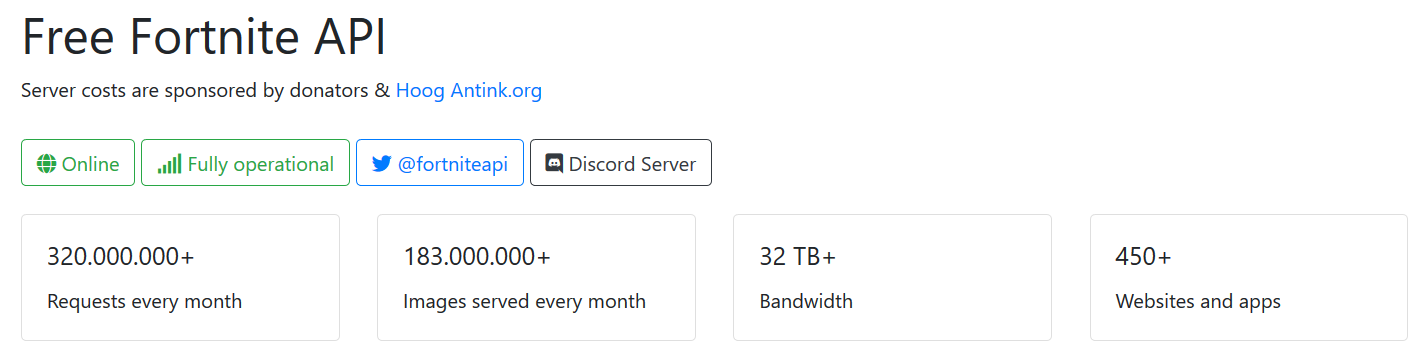 Free Fortnite API
Server costs are sponsored by donators & Hoog Antink.org
Online Fully operational @fortniteapi Discord Server
320.000.000+ 183.000.000+ 32 TB+ 450+
Requests every month Images served every month Bandwidth Websites and apps